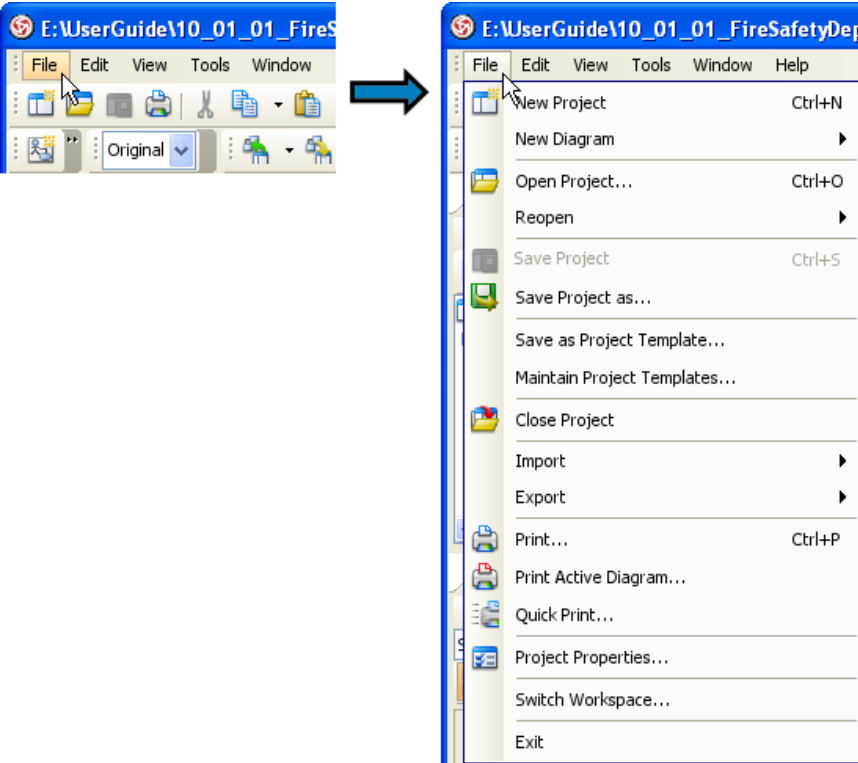 E:\UserGuide\10_01_01_FireS
File Edit View Tools Window
Original
E:\UserGuide\10_01_01_FireSafetyDep
File Edit View Tools Window Help
New Project Ctrl+N
New Diagram
Open Project... Ctrl+O
Reopen
Save Project Ctrl+S
Save Project as...
Save as Project Template...
Maintain Project Templates...
Close Project
Import
Export
Print... Ctrl+P
Print Active Diagram...
Quick Print...
Project Properties...
Switch Workspace...
Exit